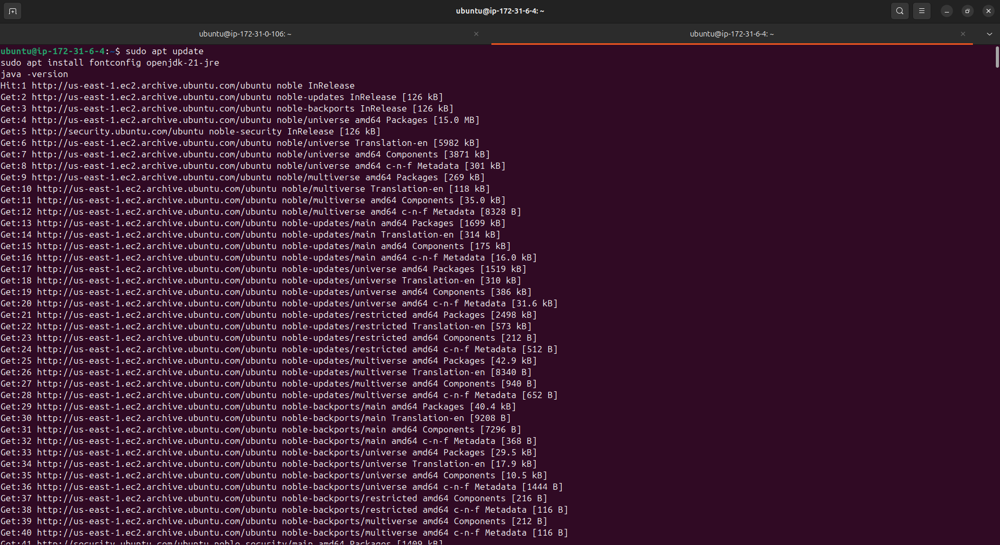 ubuntu@ip-172-31-6-4: ~
ubuntu@ip-172-31-0-106: ~
ubuntu@ip-172-31-6-4: ~
ubuntu@ip-172-31-6-4:~$ sudo apt update
sudo apt install fontconfig openjdk-21-jre
java -version
Hit:1 http://us-east-1.ec2.archive.ubuntu.com/ubuntu noble InRelease
Get:2 http://us-east-1.ec2.archive.ubuntu.com/ubuntu noble-updates InRelease [126 kB]
Get:3 http://us-east-1.ec2.archive.ubuntu.com/ubuntu noble-backports InRelease [126 kB]
Get:4 http://us-east-1.ec2.archive.ubuntu.com/ubuntu noble/universe amd64 Packages [15.0 MB]
Get:5 http://security.ubuntu.com/ubuntu noble-security InRelease [126 kB]
Get:6 http://us-east-1.ec2.archive.ubuntu.com/ubuntu noble/universe Translation-en [5982 kB]
Get:7 http://us-east-1.ec2.archive.ubuntu.com/ubuntu noble/universe amd64 Components [3871 kB]
Get:8 http://us-east-1.ec2.archive.ubuntu.com/ubuntu noble/universe amd64 c-n-f Metadata [301 kB]
Get:9 http://us-east-1.ec2.archive.ubuntu.com/ubuntu noble/multiverse amd64 Packages [269 kB]
Get:10 http://us-east-1.ec2.archive.ubuntu.com/ubuntu noble/multiverse Translation-en [118 kB]
Get:11 http://us-east-1.ec2.archive.ubuntu.com/ubuntu noble/multiverse amd64 Components [35.0 kB]
Get:12 http://us-east-1.ec2.archive.ubuntu.com/ubuntu noble/multiverse amd64 c-n-f Metadata [8328 B]
Get:13 http://us-east-1.ec2.archive.ubuntu.com/ubuntu noble-updates/main amd64 Packages [1699 kB]
Get:14 http://us-east-1.ec2.archive.ubuntu.com/ubuntu noble-updates/main Translation-en [314 kB]
Get:15 http://us-east-1.ec2.archive.ubuntu.com/ubuntu noble-updates/main amd64 Components [175 kB]
Get:16 http://us-east-1.ec2.archive.ubuntu.com/ubuntu noble-updates/main amd64 c-n-f Metadata [16.0 kB]
Get:17 http://us-east-1.ec2.archive.ubuntu.com/ubuntu noble-updates/universe amd64 Packages [1519 kB]
Get:18 http://us-east-1.ec2.archive.ubuntu.com/ubuntu noble-updates/universe Translation-en [310 kB]
Get:19 http://us-east-1.ec2.archive.ubuntu.com/ubuntu noble-updates/universe amd64 Components [386 kB]
Get:20 http://us-east-1.ec2.archive.ubuntu.com/ubuntu noble-updates/universe amd64 c-n-f Metadata [31.6 kB]
Get:21 http://us-east-1.ec2.archive.ubuntu.com/ubuntu noble-updates/restricted amd64 Packages [2498 kB]
Get:22 http://us-east-1.ec2.archive.ubuntu.com/ubuntu noble-updates/restricted Translation-en [573 kB]
Get:23 http://us-east-1.ec2.archive.ubuntu.com/ubuntu noble-updates/restricted amd64 Components [212 B]
Get:24 http://us-east-1.ec2.archive.ubuntu.com/ubuntu noble-updates/restricted amd64 c-n-f Metadata [512 B]
Get:25 http://us-east-1.ec2.archive.ubuntu.com/ubuntu noble-updates/multiverse amd64 Packages [42.9 kB]
Get:26 http://us-east-1.ec2.archive.ubuntu.com/ubuntu noble-updates/multiverse Translation-en [8340 B]
Get:27 http://us-east-1.ec2.archive.ubuntu.com/ubuntu noble-updates/multiverse amd64 Components [940 B]
Get:28 http://us-east-1.ec2.archive.ubuntu.com/ubuntu noble-updates/multiverse amd64 c-n-f Metadata [652 B]
Get:29 http://us-east-1.ec2.archive.ubuntu.com/ubuntu noble-backports/main amd64 Packages [40.4 kB]
Get:30 http://us-east-1.ec2.archive.ubuntu.com/ubuntu noble-backports/main Translation-en [9208 B]
Get:31 http://us-east-1.ec2.archive.ubuntu.com/ubuntu noble-backports/main amd64 Components [7296 B]
Get:32 http://us-east-1.ec2.archive.ubuntu.com/ubuntu noble-backports/main amd64 c-n-f Metadata [368 B]
Get:33 http://us-east-1.ec2.archive.ubuntu.com/ubuntu noble-backports/universe amd64 Packages [29.5 kB]
Get:34 http://us-east-1.ec2.archive.ubuntu.com/ubuntu noble-backports/universe Translation-en [17.9 kB]
Get:35 http://us-east-1.ec2.archive.ubuntu.com/ubuntu noble-backports/universe amd64 Components [10.5 kB]
Get:36 http://us-east-1.ec2.archive.ubuntu.com/ubuntu noble-backports/universe amd64 c-n-f Metadata [1444 B]
Get:37 http://us-east-1.ec2.archive.ubuntu.com/ubuntu noble-backports/restricted amd64 Components [216 B]
Get:38 http://us-east-1.ec2.archive.ubuntu.com/ubuntu noble-backports/restricted amd64 c-n-f Metadata [116 B]
Get:39 http://us-east-1.ec2.archive.ubuntu.com/ubuntu noble-backports/multiverse amd64 Components [212 B]
Get:40 http://us-east-1.ec2.archive.ubuntu.com/ubuntu noble-backports/multiverse amd64 c-n-f Metadata [116 B]
Get:41 http://security.ubuntu.com/ubuntu noble-security/main amd64 Packages [1409 kB]